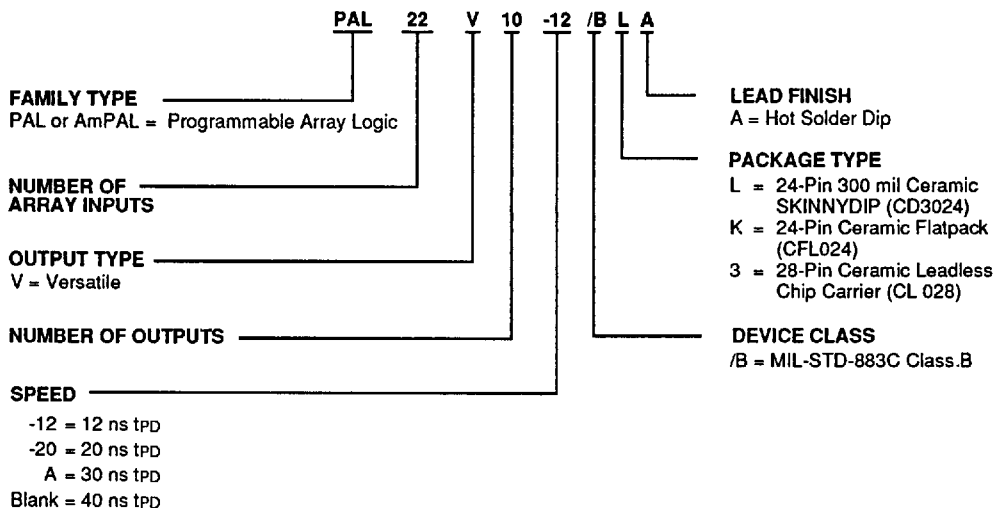 PAL 22 V 10 -12 /B L A
FAMILY TYPE
PAL or AmPAL = Programmable Array Logic
NUMBER OF
ARRAY INPUTS
OUTPUT TYPE
V = Versatile
NUMBER OF OUTPUTS
SPEED
-12 = 12 ns tPD
-20 = 20 ns tPD
A = 30 ns tPD
Blank = 40 ns tPD
LEAD FINISH
A = Hot Solder Dip
PACKAGE TYPE
L = 24-Pin 300 mil Ceramic
SKINNYDIP (CD3024)
K = 24-Pin Ceramic Flatpack
(CFL024)
3 = 28-Pin Ceramic Leadless
Chip Carrier (CL 028)
DEVICE CLASS
/B = MIL-STD-883C Class.B